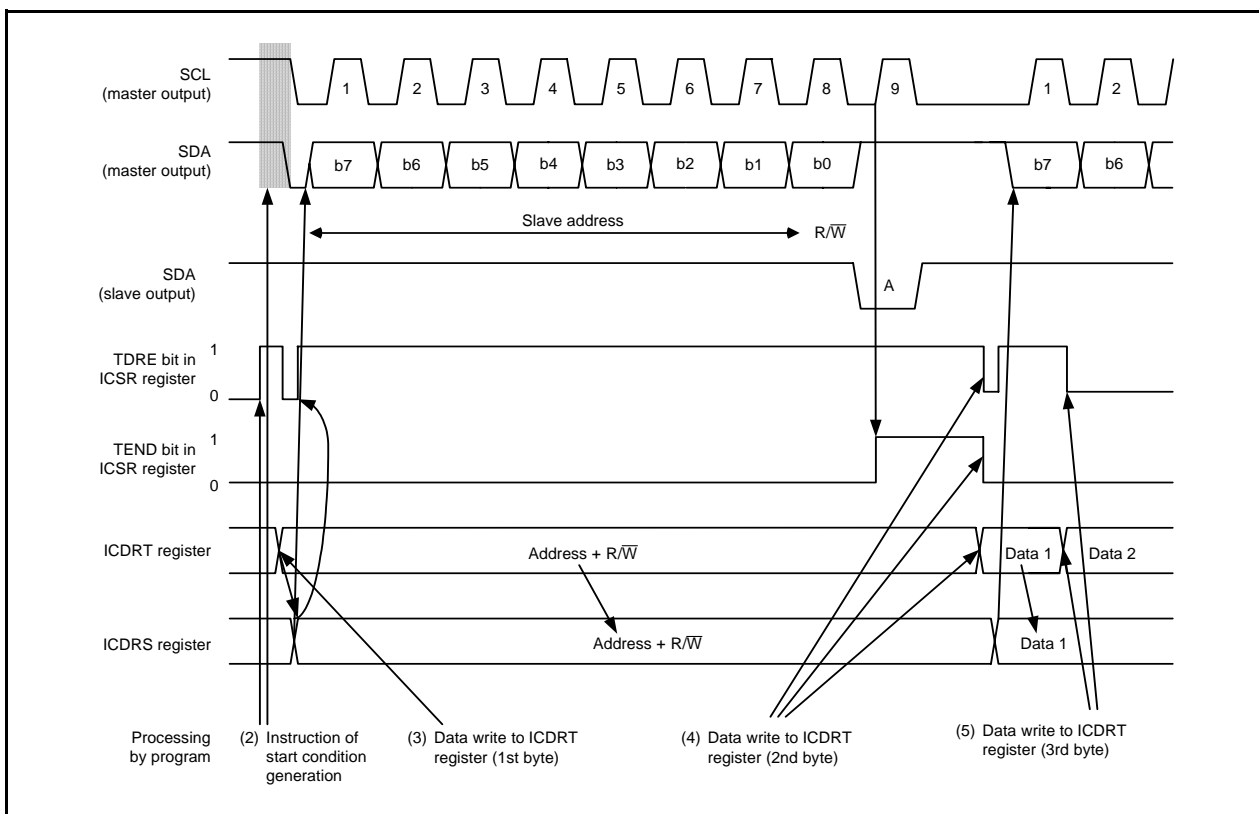 SCL
(master output)
1 2 3 4 5 6 7 8 9 1 2
SDA
(master output)
b7 b6 b5 b4 b3 b2 b1 b0 b7 b6
Slave address R/W̅
SDA
(slave output)
A
TDRE bit in
ICSR register
1
0
TEND bit in
ICSR register
1
0
ICDRT register
Address + R/W̅ Data 1 Data 2
ICDRS register
Address + R/W̅ Data 1
Processing
by program
(2) Instruction of
start condition
generation
(3) Data write to ICDRT
register (1st byte)
(4) Data write to ICDRT
register (2nd byte)
(5) Data write to ICDRT
register (3rd byte)